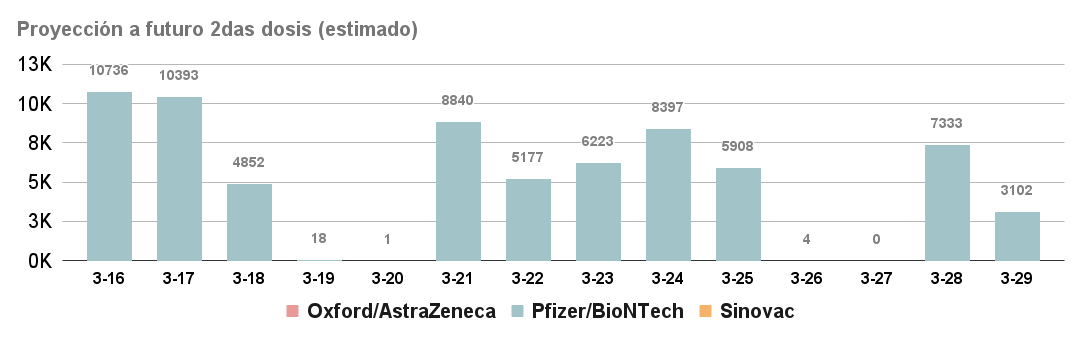 Proyección a futuro 2das dosis (estimado)
13K
10K
8K
5K
3K
0K
10736
10393
4852
18
1
8840
5177
6223
8397
5908
4
0
7333
3102
3-16 3-17 3-18 3-19 3-20 3-21 3-22 3-23 3-24 3-25 3-26 3-27 3-28 3-29
Oxford/AstraZeneca Pfizer/BioNTech Sinovac